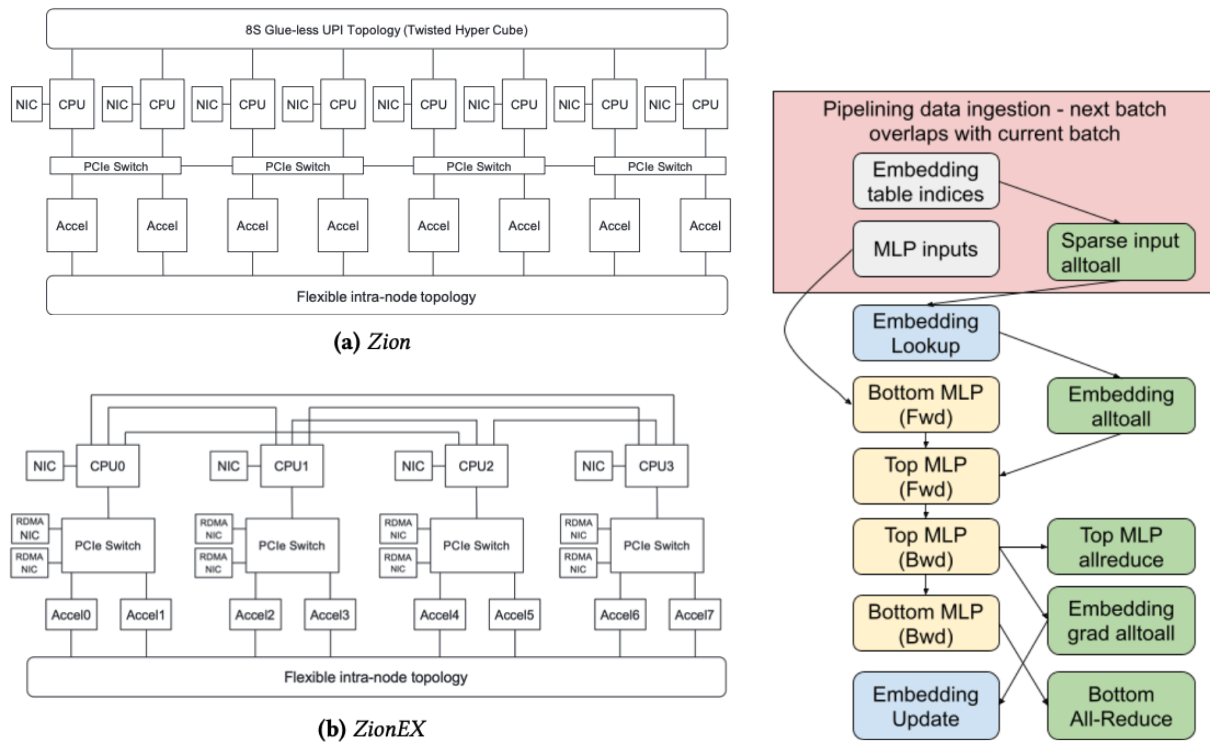 8S Glue-less UPI Topology (Twisted Hyper Cube)
NIC CPU NIC CPU NIC CPU NIC CPU NIC CPU NIC CPU NIC CPU NIC CPU
PCIe Switch PCIe Switch PCIe Switch PCIe Switch
Accel Accel Accel Accel Accel Accel Accel Accel
Flexible intra-node topology
(a) Zion
NIC CPU0 NIC CPU1 NIC CPU2 NIC CPU3
RDMA NIC RDMA NIC PCIe Switch RDMA NIC RDMA NIC PCIe Switch RDMA NIC RDMA NIC PCIe Switch RDMA NIC RDMA NIC PCIe Switch
Accel0 Accel1 Accel2 Accel3 Accel4 Accel5 Accel6 Accel7
Flexible intra-node topology
(b) ZionEX
Pipelining data ingestion - next batch
overlaps with current batch
Embedding
table indices
MLP inputs
Sparse input
alltoall
Embedding
Lookup
Bottom MLP
(Fwd)
Embedding
alltoall
Top MLP
(Fwd)
Top MLP
(Bwd)
Top MLP
allreduce
Bottom MLP
(Bwd)
Embedding
grad alltoall
Embedding
Update
Bottom
All-Reduce